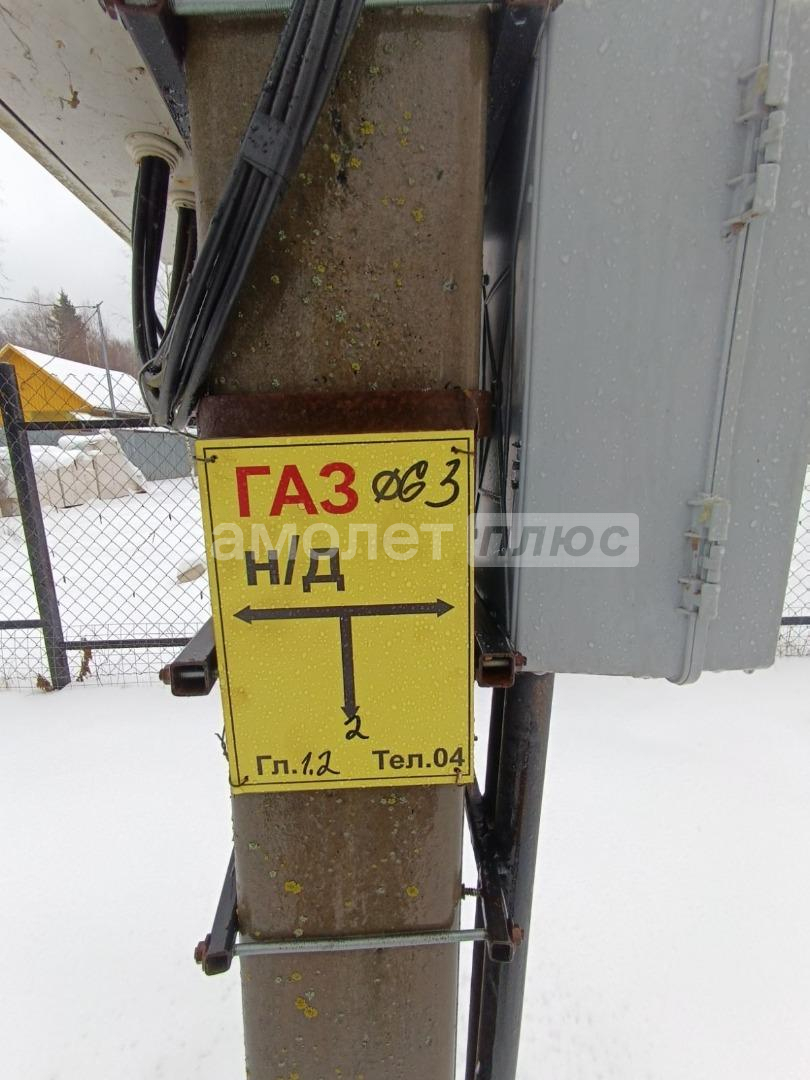 ГАЗ ø63
амолет плюс
н/д
2
Гл.1.2 Тел.04